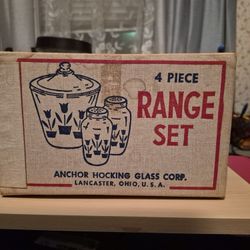 4 PIECE
RANGE
SET
ANCHOR HOCKING GLASS CORP.
LANCASTER, OHIO, U.S.A.